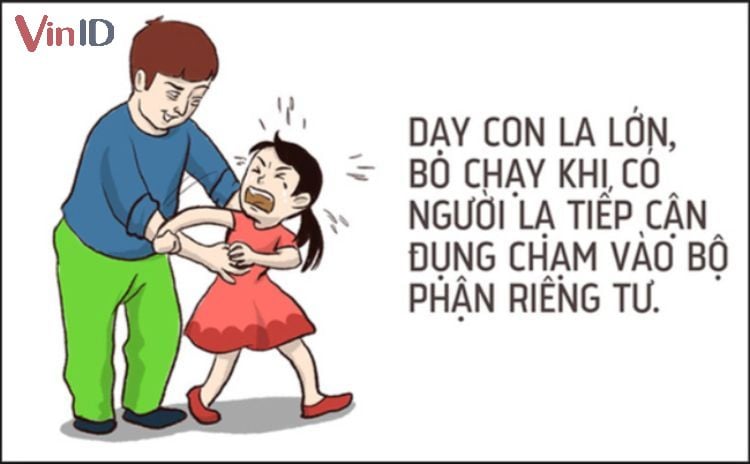 VinID
DẠY CON LA LỚN,
BỎ CHẠY KHI CÓ
NGƯỜI LẠ TIẾP CẬN
ĐỤNG CHẠM VÀO BỘ
PHẬN RIÊNG TƯ.